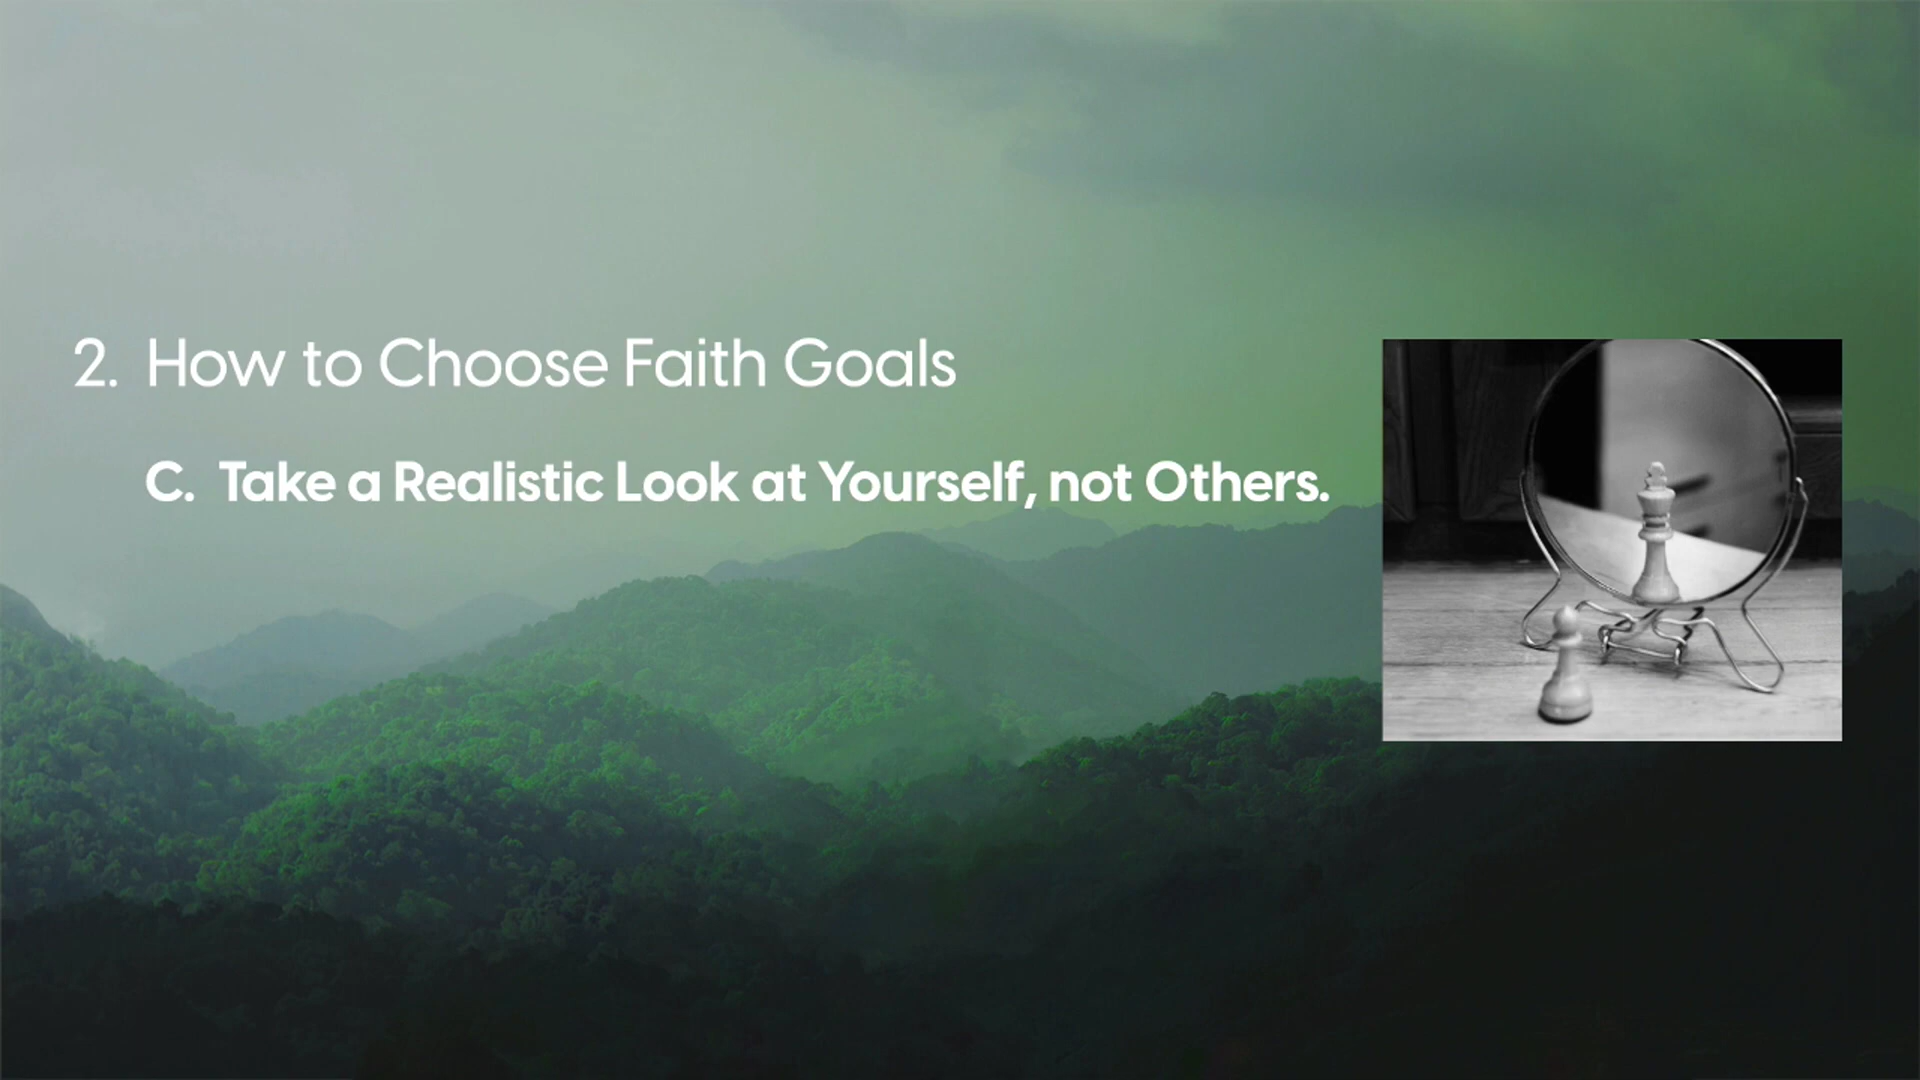 2. How to Choose Faith Goals
C. Take a Realistic Look at Yourself, not Others.